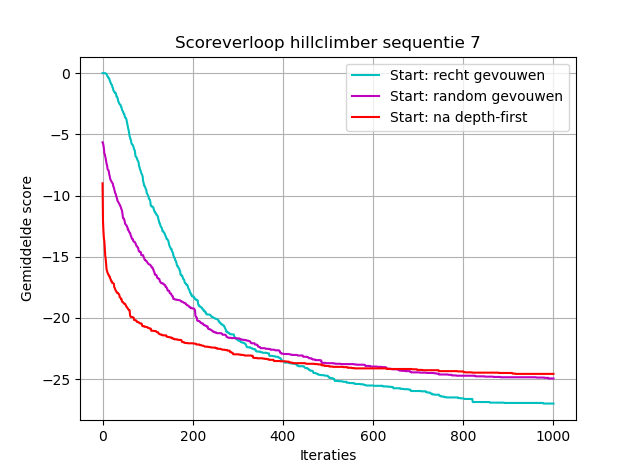 Scoreverloop hillclimber sequentie 7
Start: recht gevouwen
Start: random gevouwen
Start: na depth-first
Gemiddelde score
0
−5
−10
−15
−20
−25
0 200 400 600 800 1000
Iteraties